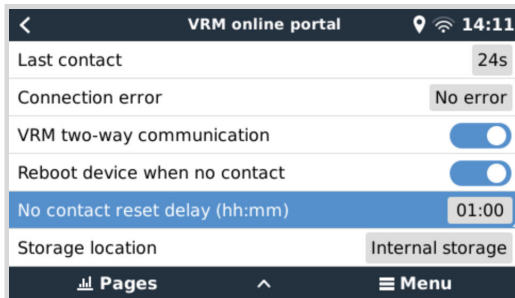 VRM online portal 14:11
Last contact 24s
Connection error No error
VRM two-way communication
Reboot device when no contact
No contact reset delay (hh:mm) 01:00
Storage location Internal storage
Pages Menu